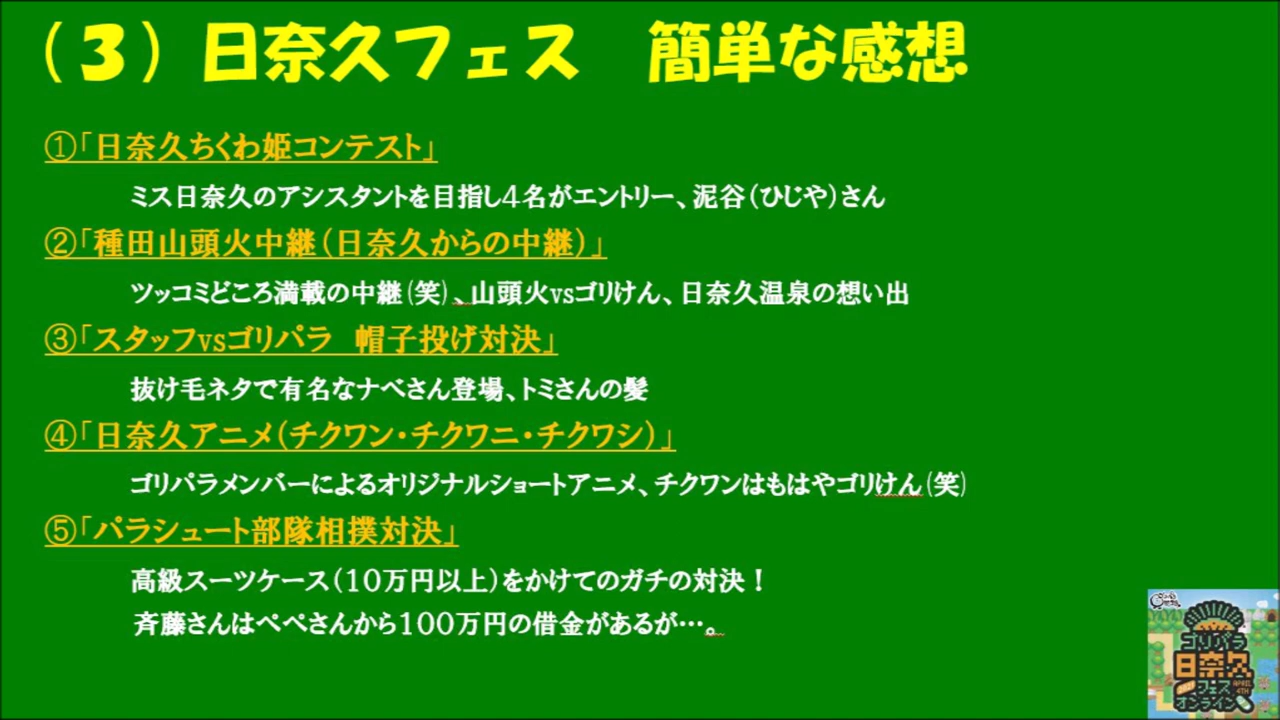 （３）日奈久フェス　簡単な感想
①「日奈久ちくわ姫コンテスト」
ミス日奈久のアシスタントを目指し4名がエントリー、泥谷（ひじや）さん
②「種田山頭火中継（日奈久からの中継）」
ツッコミどころ満載の中継(笑)、山頭火vsゴリけん、日奈久温泉の想い出
③「スタッフvsゴリパラ　帽子投げ対決」
抜け毛ネタで有名なナベさん登場、トミさんの髪
④「日奈久アニメ（チクワン・チクワニ・チクワシ）」
ゴリパラメンバーによるオリジナルショートアニメ、チクワンはもはやゴリけん(笑)
⑤「パラシュート部隊相撲対決」
高級スーツケース（10万円以上）をかけてのガチの対決！
斉藤さんはペペさんから100万円の借金があるが…。
ゴリパラ
日奈久
フェス
APRIL
4TH
オンライン